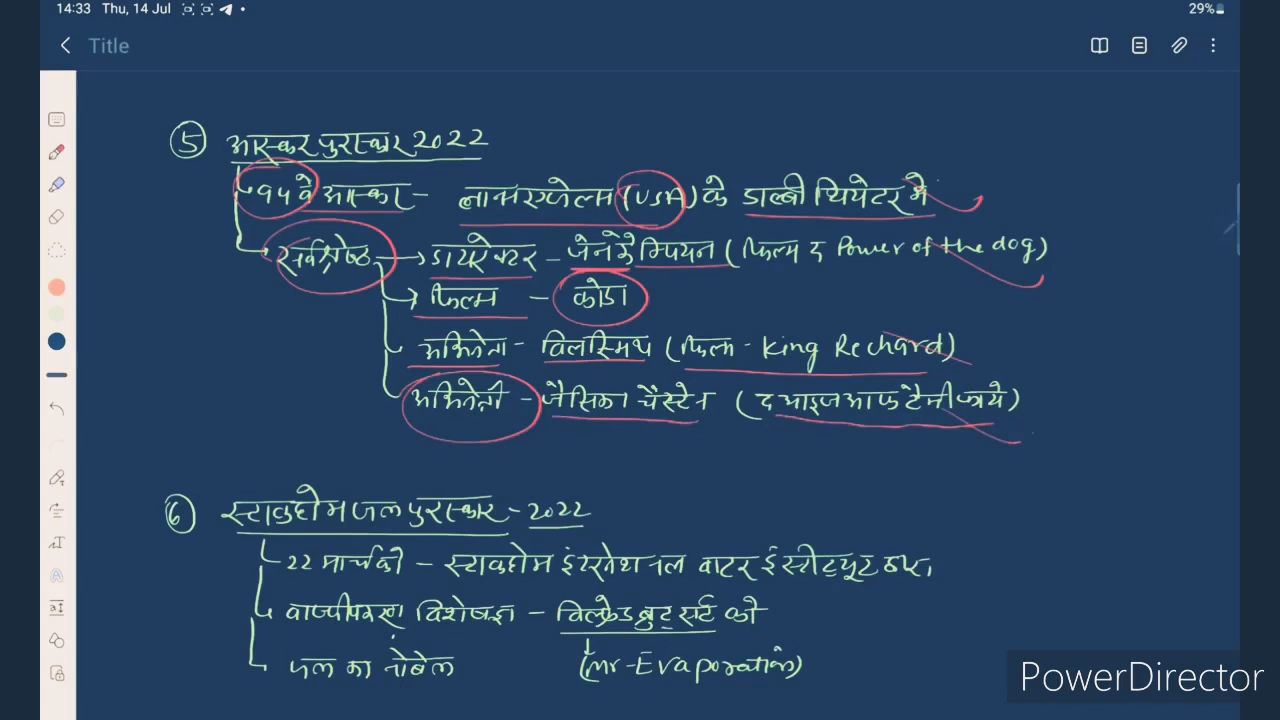 14:33 Thu, 14 Jul
29%
Title
5 आस्कर पुरस्कार 2022
94 वे आस्कर - लासएंजेल्स (USA) के डाल्बी थियेटर मे
सर्वश्रेष्ठ → डायरेक्टर - जेन कैम्पियन (फिल्म द Power of the dog)
→ फिल्म - कोडा
अभिनेता - विल स्मिथ (फिल्म - King Rechard)
अभिनेत्री - जैसिका चैस्टेन (द आइज आफ टैमी फाये)
6 स्टाकहोम जल पुरस्कार - 2022
22 मार्च को - स्टाकहोम इंटरनेशनल वाटर इंस्टीट्यूट द्वारा
वाष्पीकरण विशेषज्ञ - विल्फ्रेड ब्रुटसर्ट को
जल का नोबेल (Mr-Evaporation)
PowerDirector